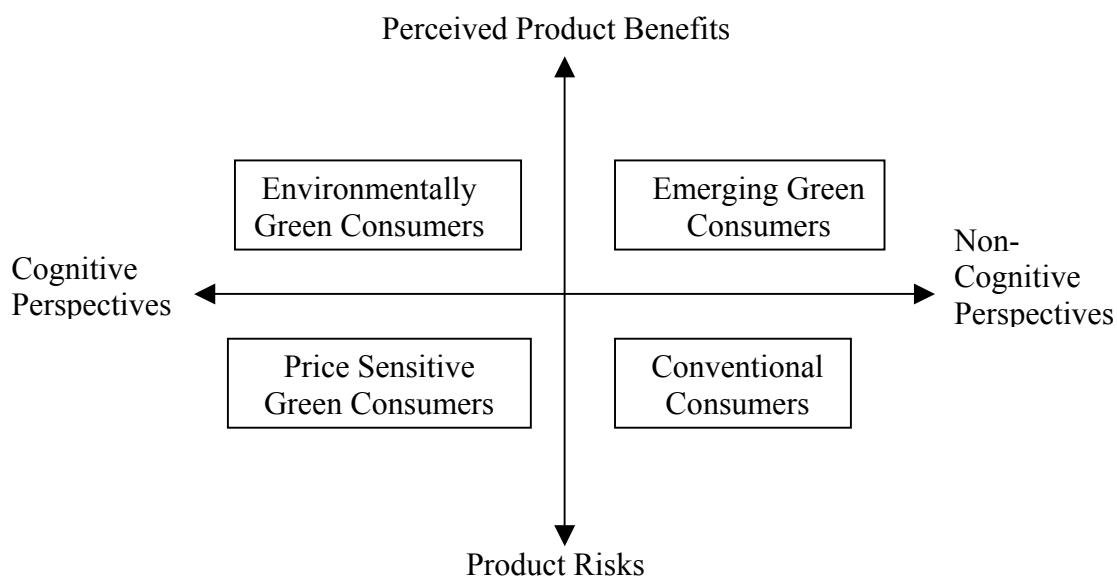 Perceived Product Benefits
Environmentally
Green Consumers
Emerging Green
Consumers
Cognitive
Perspectives
Non-
Cognitive
Perspectives
Price Sensitive
Green Consumers
Conventional
Consumers
Product Risks